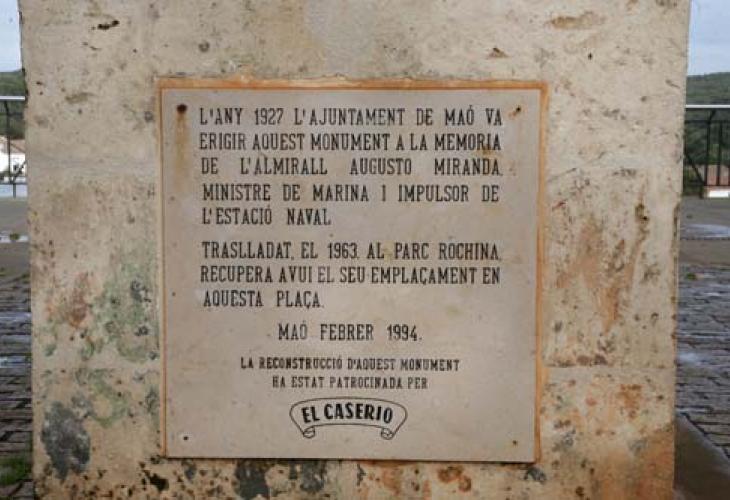 L'ANY 1927 L'AJUNTAMENT DE MAÓ VA
ERIGIR AQUEST MONUMENT A LA MEMORIA
DE L'ALMIRALL AUGUSTO MIRANDA,
MINISTRE DE MARINA I IMPULSOR DE
L'ESTACIÓ NAVAL
TRASLLADAT, EL 1963, AL PARC ROCHINA,
RECUPERA AVUI EL SEU EMPLAÇAMENT EN
AQUESTA PLAÇA.
MAÓ FEBRER 1994.
LA RECONSTRUCCIÓ D'AQUEST MONUMENT
HA ESTAT PATROCINADA PER
EL CASERIO